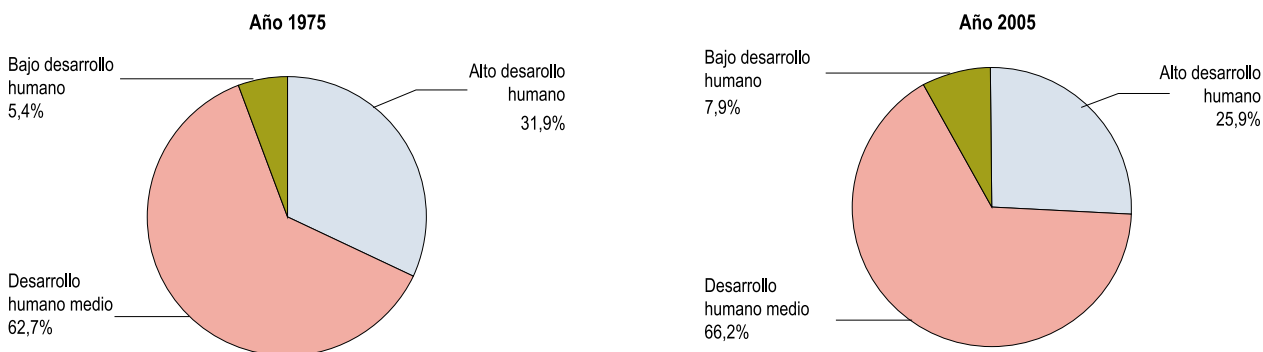 Año 1975
Bajo desarrollo
humano
5,4%
Alto desarollo
humano
31,9%
Desarrollo
humano medio
62,7%
Año 2005
Bajo desarrollo
humano
7,9%
Alto desarrollo
humano
25,9%
Desarrollo
humano medio
66,2%